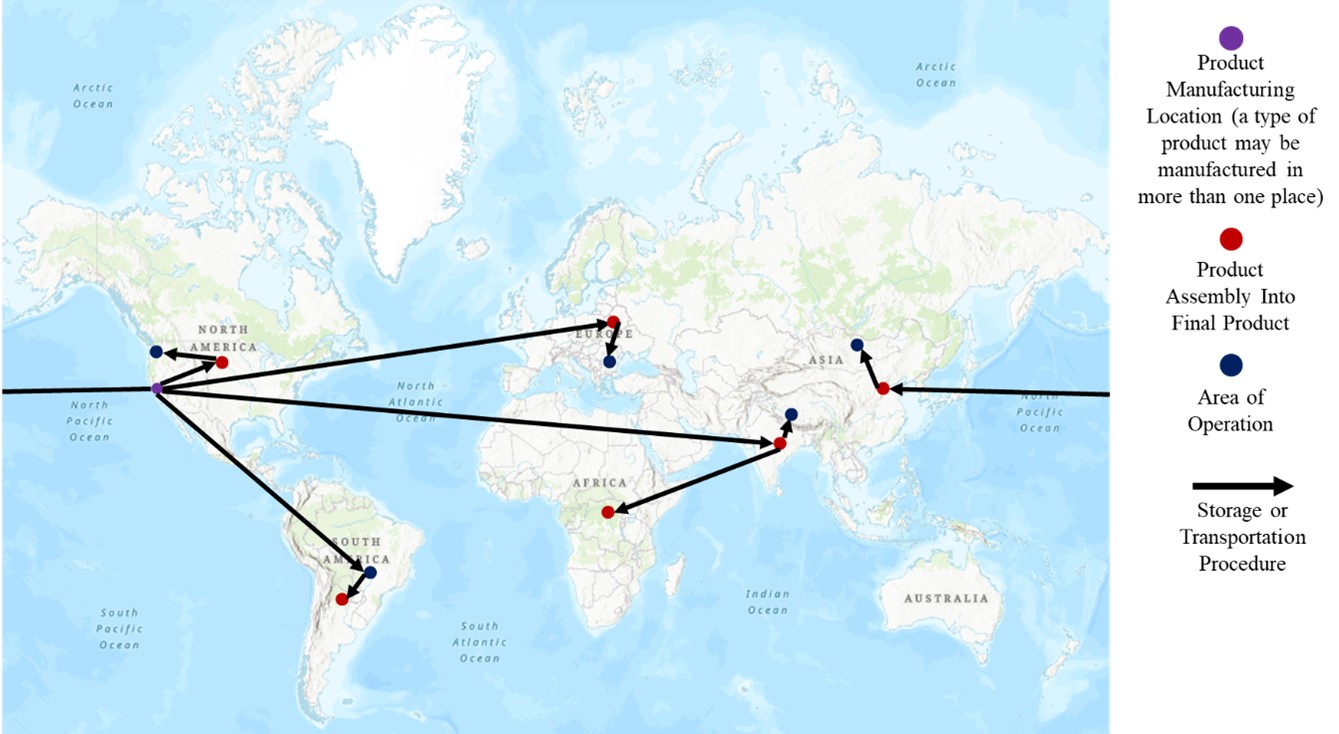 Arctic
Ocean
Arctic
Ocean
NORTH
AMERICA
EUROPE
ASIA
North
Pacific
Ocean
North
Atlantic
Ocean
North
Pacific
Ocean
AFRICA
SOUTH
AMERICA
Indian
Ocean
AUSTRALIA
South
Pacific
Ocean
South
Atlantic
Ocean
Product
Manufacturing
Location (a type of
product may be
manufactured in
more than one place)
Product
Assembly Into
Final Product
Area of
Operation
Storage or
Transportation
Procedure